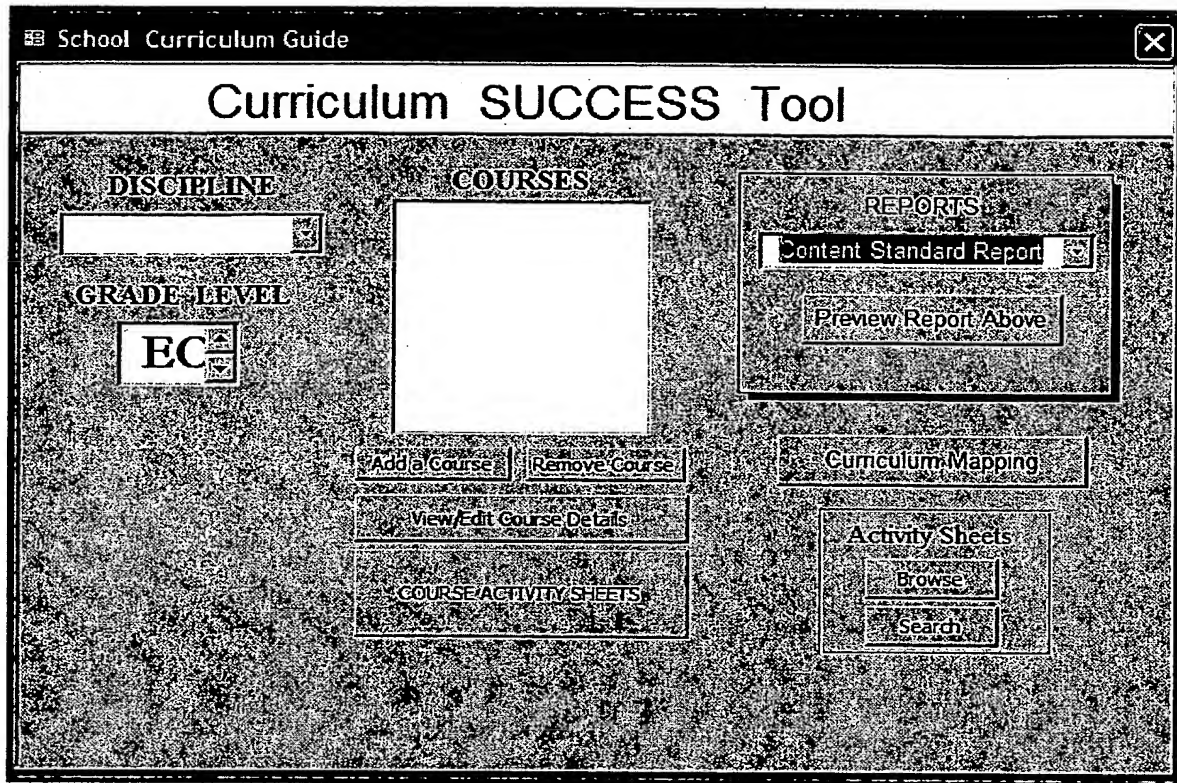 School Curriculum Guide
Curriculum SUCCESS Tool
DISCIPLINE
GRADE LEVEL
EC
COURSES
Add a Course
Remove Course
View/Edit Course Details
COURSE ACTIVITY SHEETS
REPORTS
Content Standard Report
Preview Report Above
Curriculum Mapping
Activity Sheets
Browse
Search